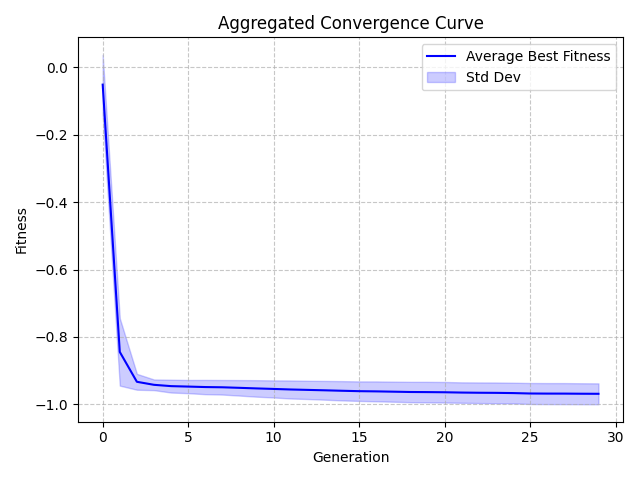 Aggregated Convergence Curve
Average Best Fitness
Std Dev
Fitness
0.0
−0.2
−0.4
−0.6
−0.8
−1.0
0 5 10 15 20 25 30
Generation